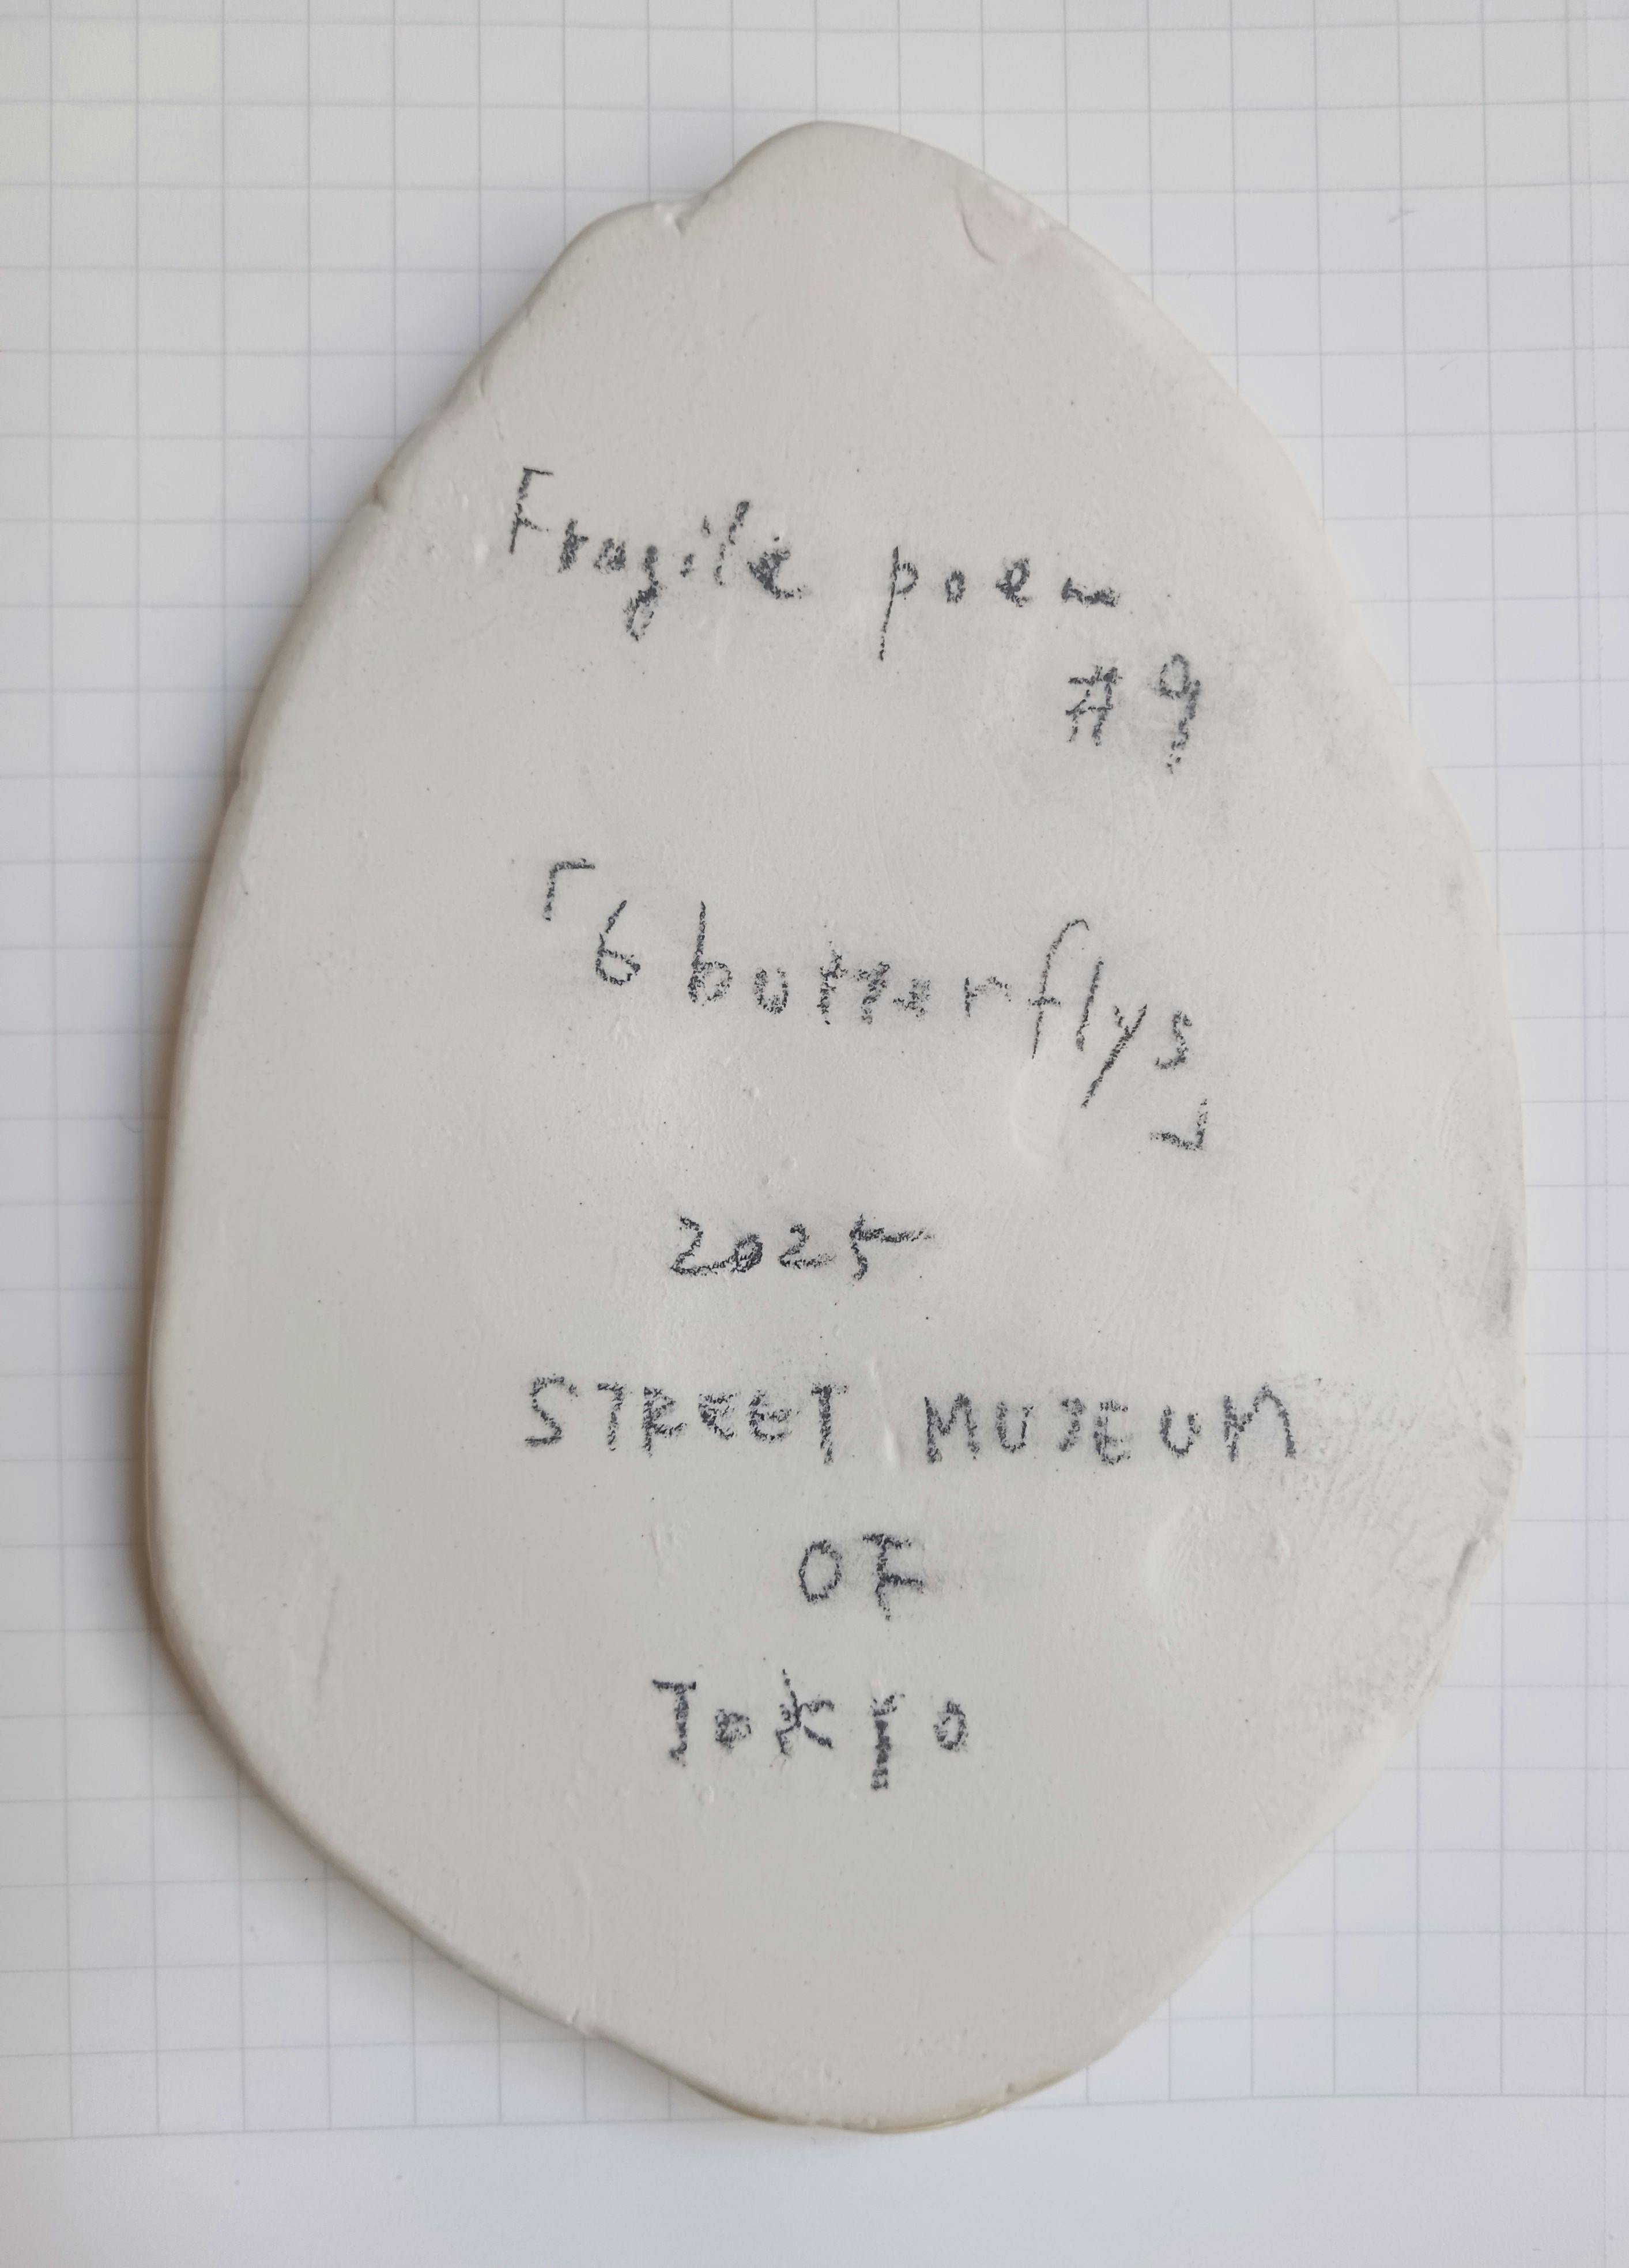 Fragile poem
#9
「6 butterflys
」
2025
STREET MUSEUM
OF
Tokyo